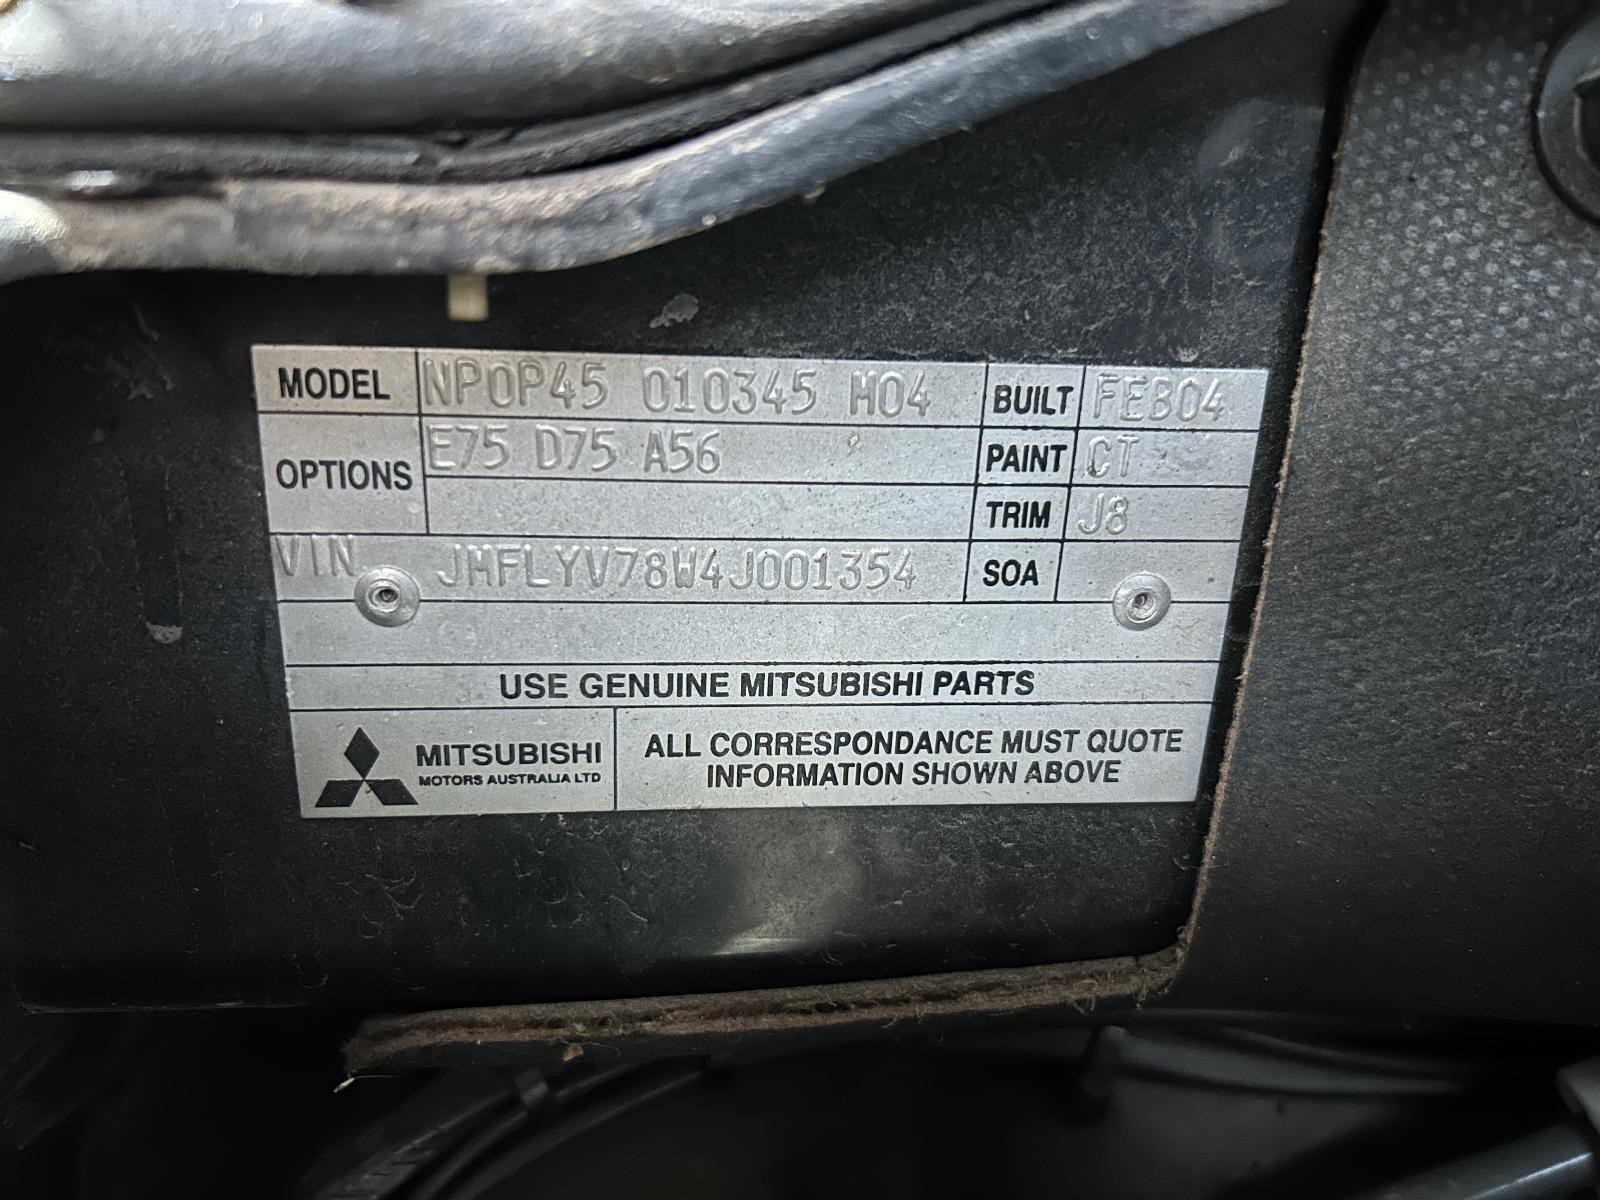 MODEL NP0P45 010345 M04 BUILT FEB04
OPTIONS E75 D75 A56 PAINT CT
TRIM J8
VIN JMFLYV78W4J001354 SOA
USE GENUINE MITSUBISHI PARTS
MITSUBISHI
MOTORS AUSTRALIA LTD
ALL CORRESPONDANCE MUST QUOTE
INFORMATION SHOWN ABOVE